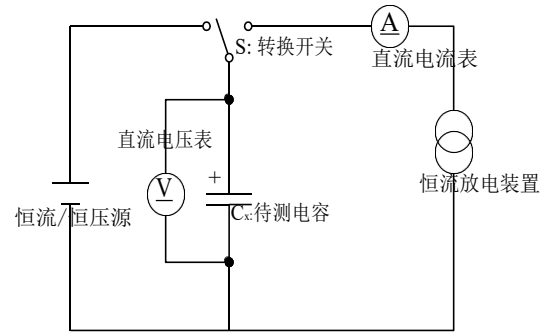 A
S: 转换开关
直流电流表
直流电压表
+
V
恒流放电装置
恒流/恒压源
Cx:待测电容